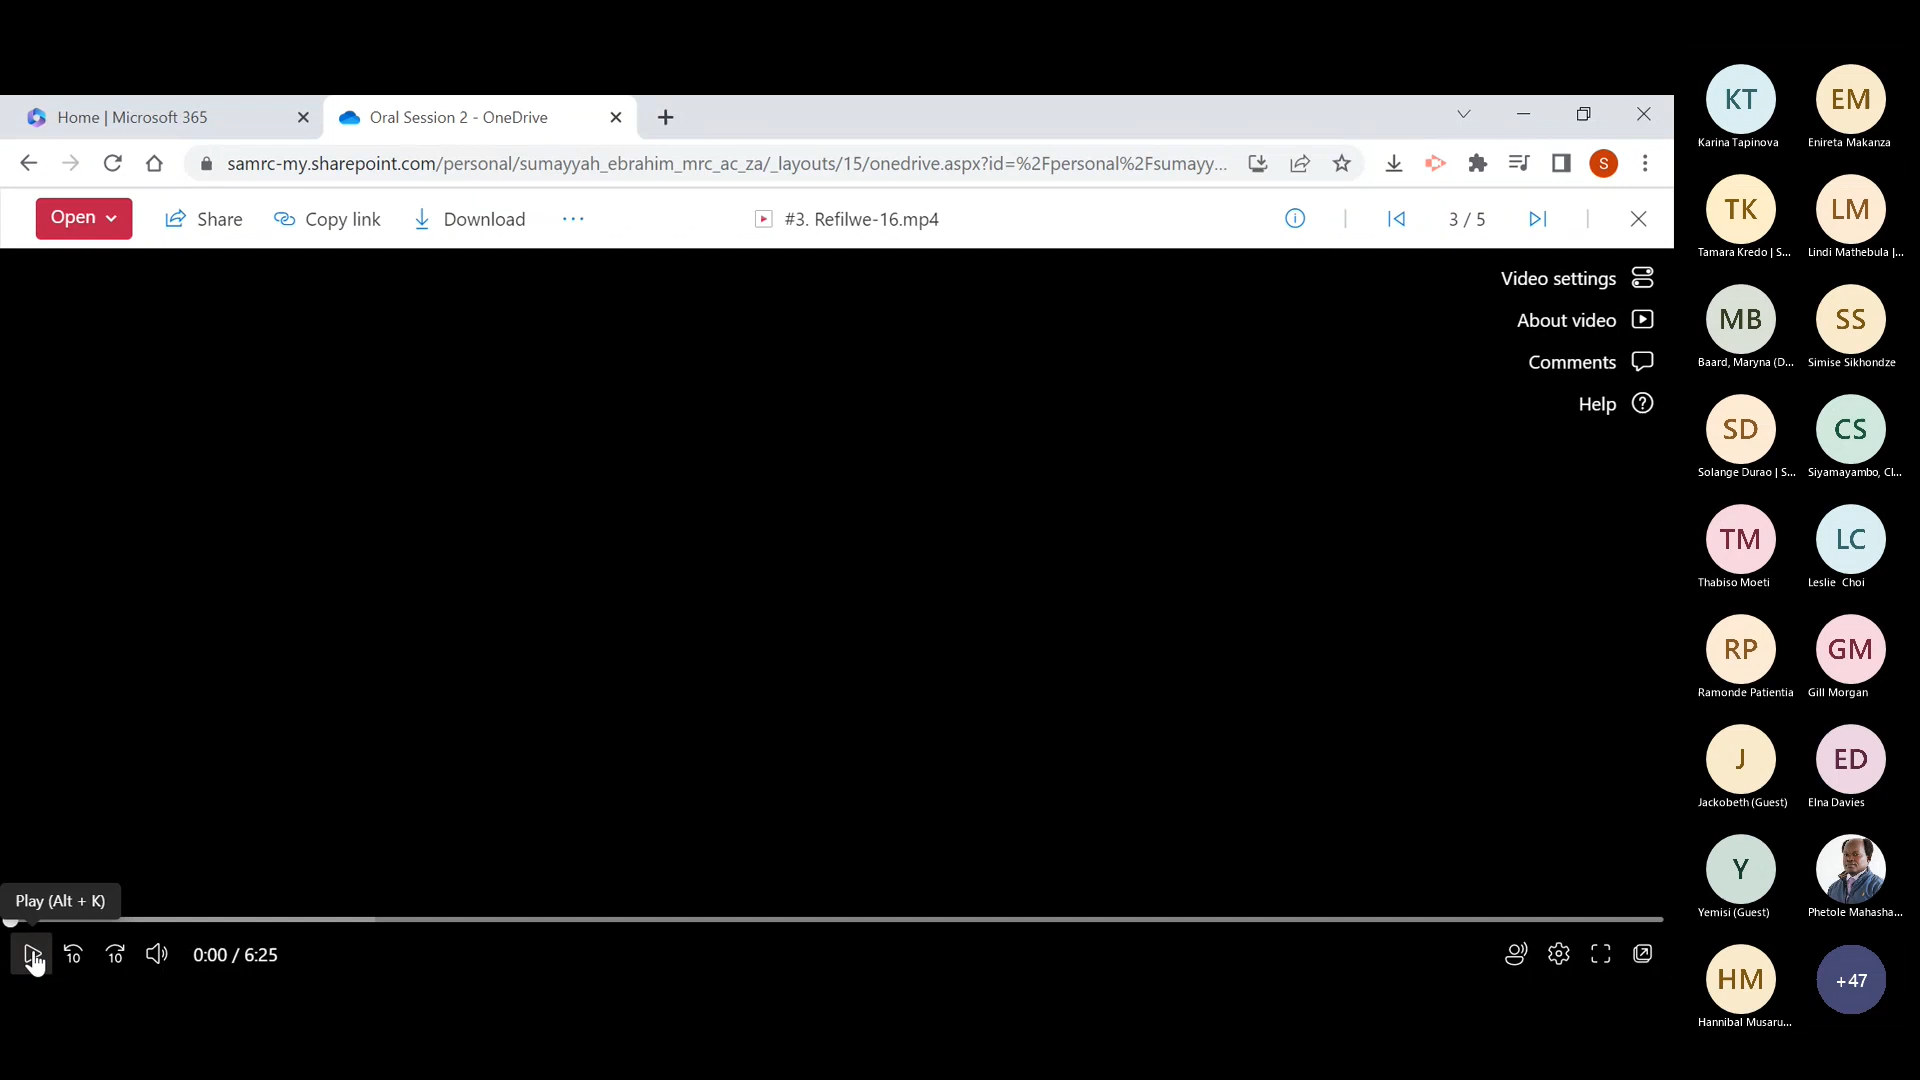 Home | Microsoft 365
Oral Session 2 - OneDrive
samrc-my.sharepoint.com/personal/sumayyah_ebrahim_mrc_ac_za/_layouts/15/onedrive.aspx?id=%2Fpersonal%2Fsumayy...
S
Open
Share
Copy link
Download
#3. Refilwe-16.mp4
3 / 5
Video settings
About video
Comments
Help
Play (Alt + K)
10
10
0:00 / 6:25
KT
EM
Karina Tapinova
Enireta Makanza
TK
LM
Tamara Kredo | S...
Lindi Mathebula |...
MB
SS
Baard, Maryna (D...
Simise Sikhondze
SD
CS
Solange Durao | S...
Siyamayambo, Cl...
TM
LC
Thabiso Moeti
Leslie Choi
RP
GM
Ramonde Patientia
Gill Morgan
J
ED
Jackobeth (Guest)
Elna Davies
Y
Yemisi (Guest)
Phetole Mahasha...
HM
+47
Hannibal Musaru...